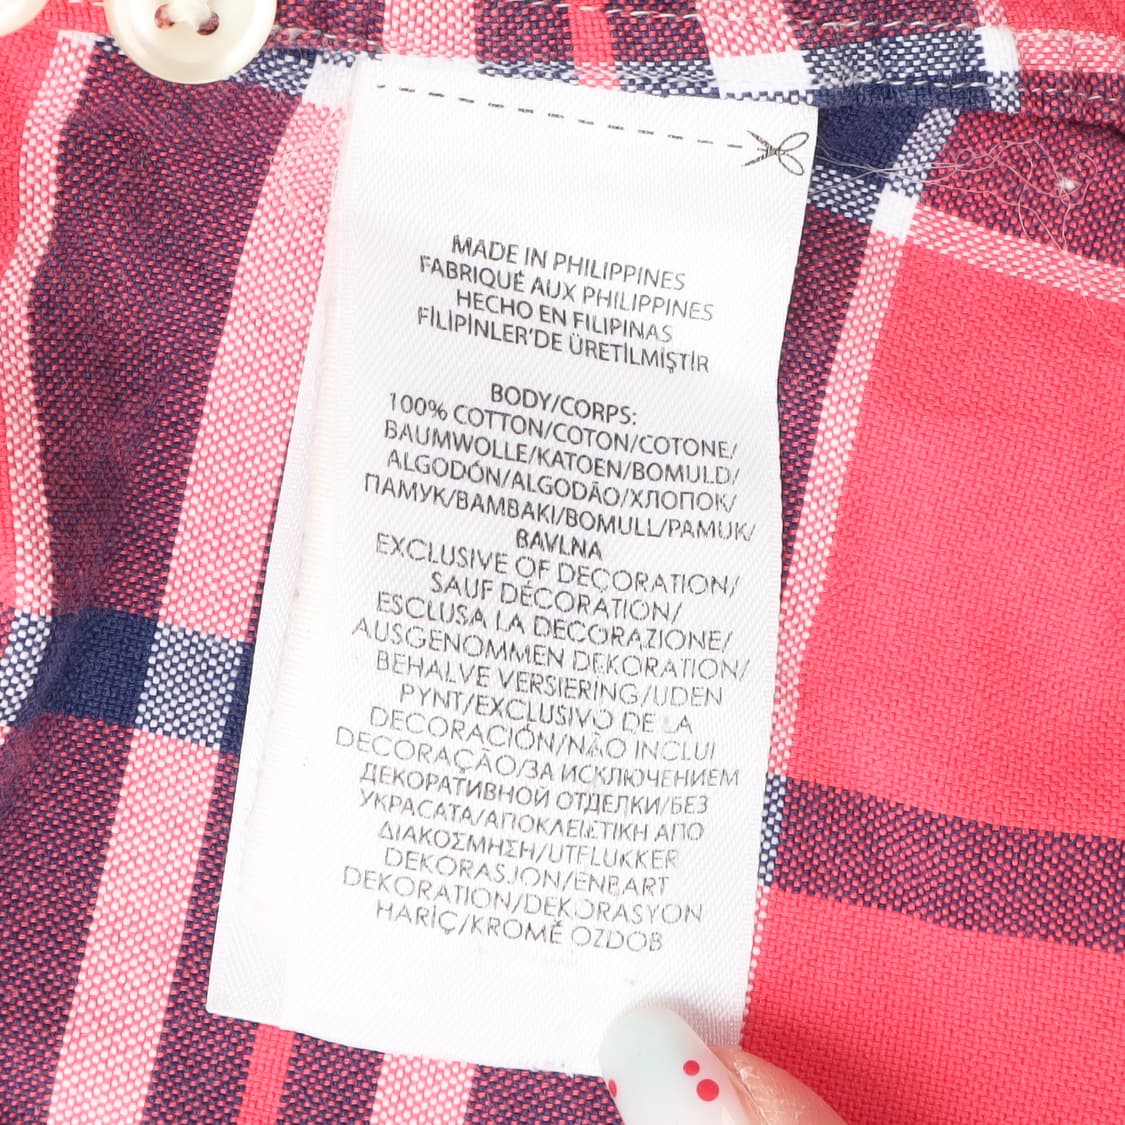 MADE IN PHILIPPINES
FABRIQUÉ AUX PHILIPPINES
HECHO EN FILIPINAS
FİLİPİNLER'DE ÜRETİLMİŞTİR
BODY/CORPS:
100% COTTON/COTON/COTONE/
BAUMWOLLE/KATOEN/BOMULD/
ALGODÓN/ALGODÃO/ХЛОПОК/
ПАМУК/BAMBAKI/BOMULL/PAMUK/
BAVLNA
EXCLUSIVE OF DECORATION/
SAUF DÉCORATION/
ESCLUSA LA DECORAZIONE/
AUSGENOMMEN DEKORATION/
BEHALVE VERSIERING/UDEN
PYNT/EXCLUSIVO DE LA
DECORACIÓN/NÃO INCLUI
DECORAÇÃO/ЗА ИСКЛЮЧЕНИЕМ
ДЕКОРАТИВНОЙ ОТДЕЛКИ/БЕЗ
УКРАСАТА/ΑΠΟΚΛΕΙΣΤΙΚΗ ΑΠΟ
ΔΙΑΚΟΣΜΗΣΗ/UTELUKKER
DEKORASJON/ENBART
DEKORATION/DEKORASYON
HARİÇ/KROMĚ OZDOB